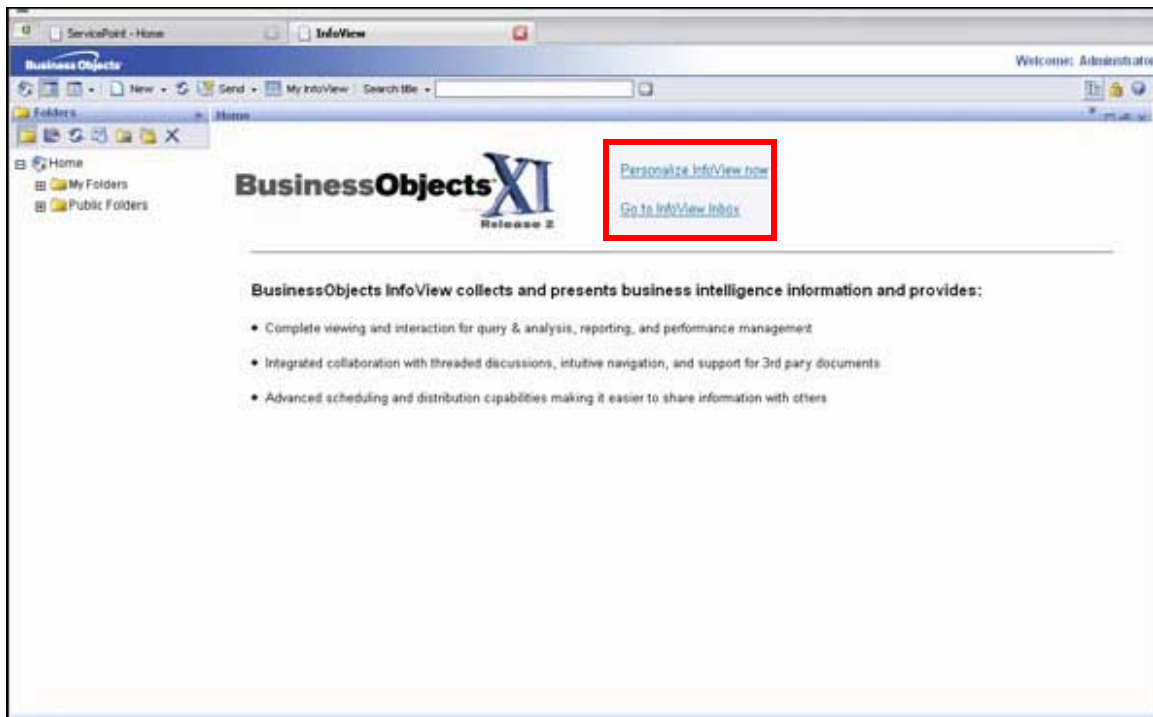 ServicePoint - Home InfoView
Business Objects Welcome: Administrator
New Send My InfoView Search title
Folders Home
Home
My Folders
Public Folders
BusinessObjects XI
Release 2
Personalize InfoView now
Go to InfoView Inbox
BusinessObjects InfoView collects and presents business intelligence information and provides:
• Complete viewing and interaction for query & analysis, reporting, and performance management
• Integrated collaboration with threaded discussions, intuitive navigation, and support for 3rd party documents
• Advanced scheduling and distribution capabilities making it easier to share information with others